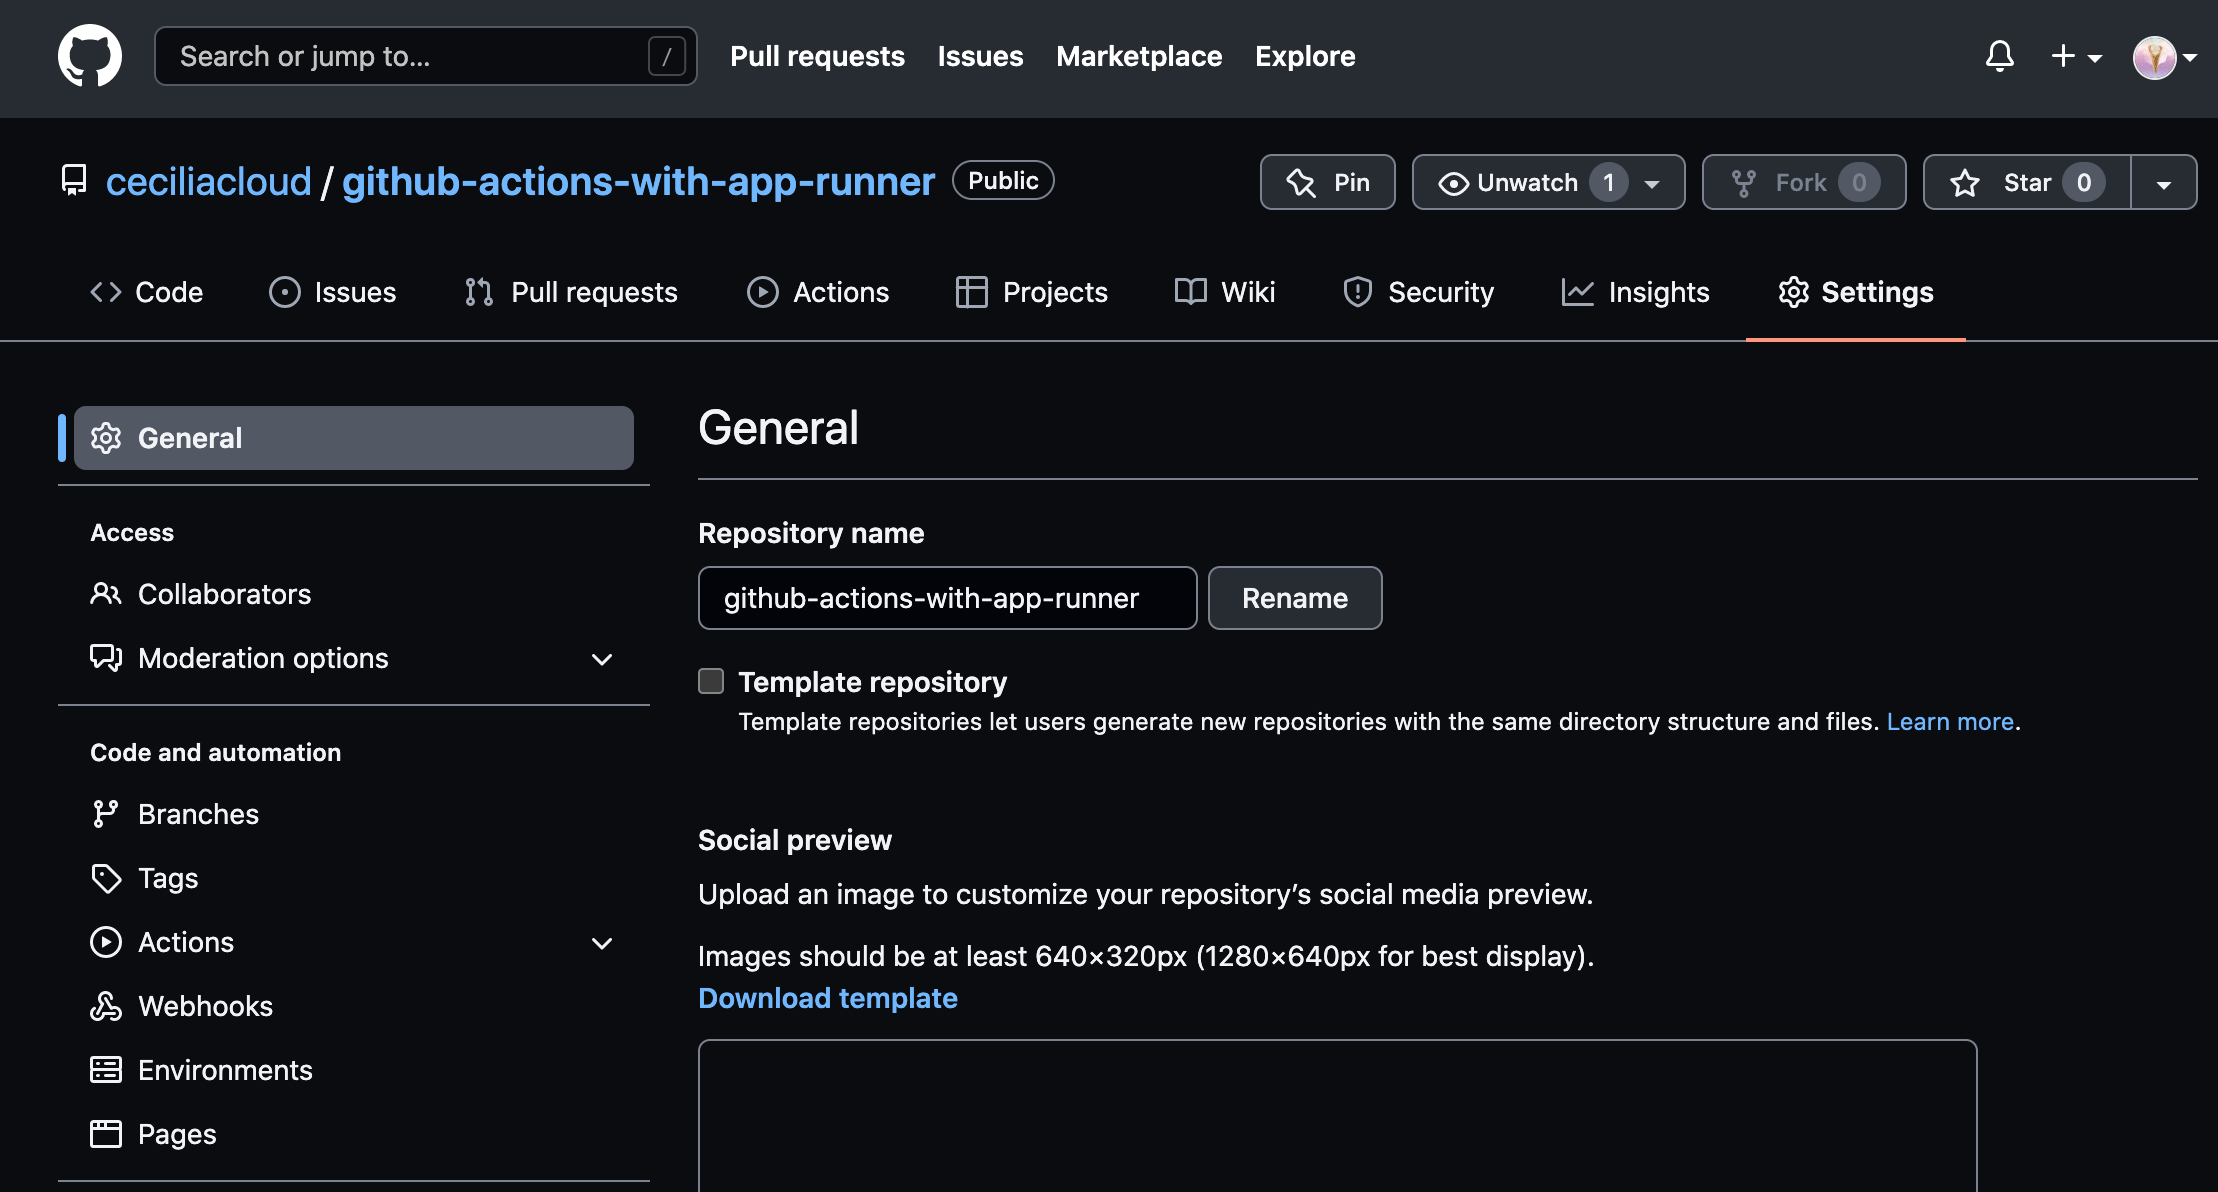 Search or jump to... /
Pull requests Issues Marketplace Explore
ceciliacloud / github-actions-with-app-runner Public
Pin Unwatch 1 Fork 0 Star 0
Code Issues Pull requests Actions Projects Wiki Security Insights Settings
General
Access
Collaborators
Moderation options
Code and automation
Branches
Tags
Actions
Webhooks
Environments
Pages
General
Repository name
github-actions-with-app-runner Rename
Template repository
Template repositories let users generate new repositories with the same directory structure and files. Learn more.
Social preview
Upload an image to customize your repository’s social media preview.
Images should be at least 640×320px (1280×640px for best display).
Download template